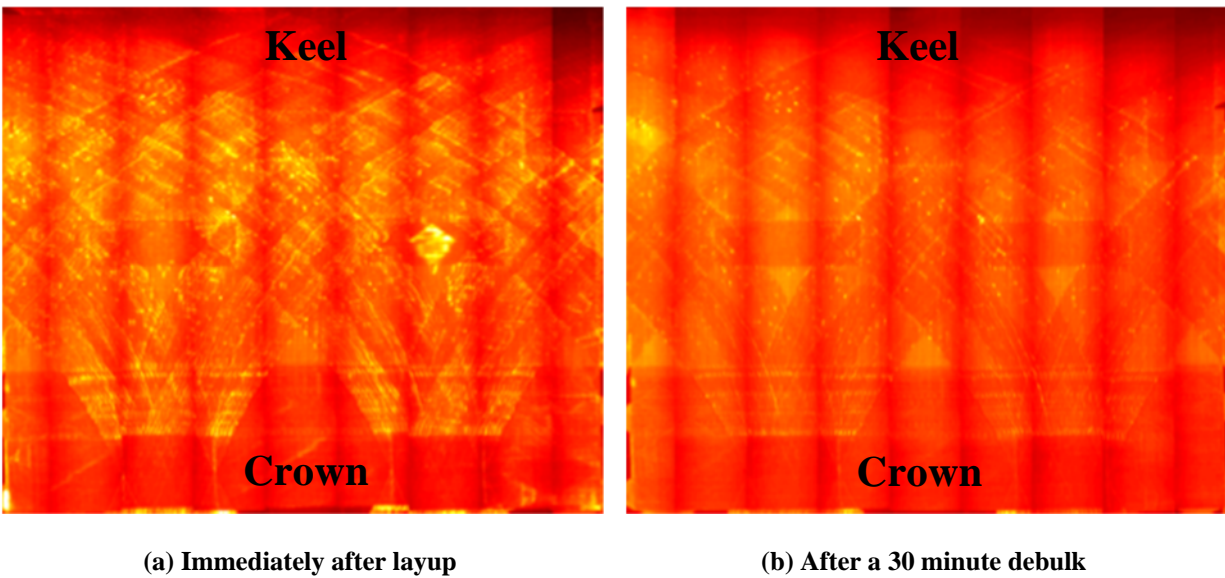 Keel
Keel
Crown
Crown
(a) Immediately after layup
(b) After a 30 minute debulk